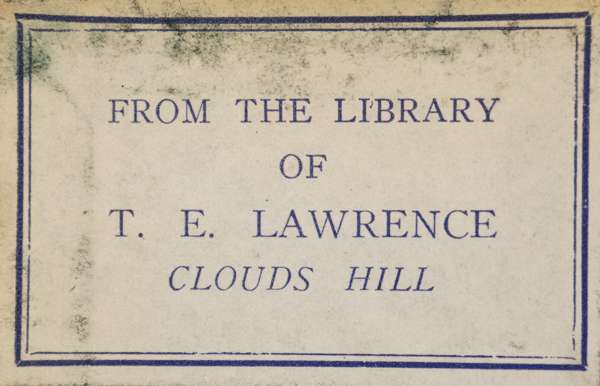 FROM THE LIBRARY
OF
T. E. LAWRENCE
CLOUDS HILL